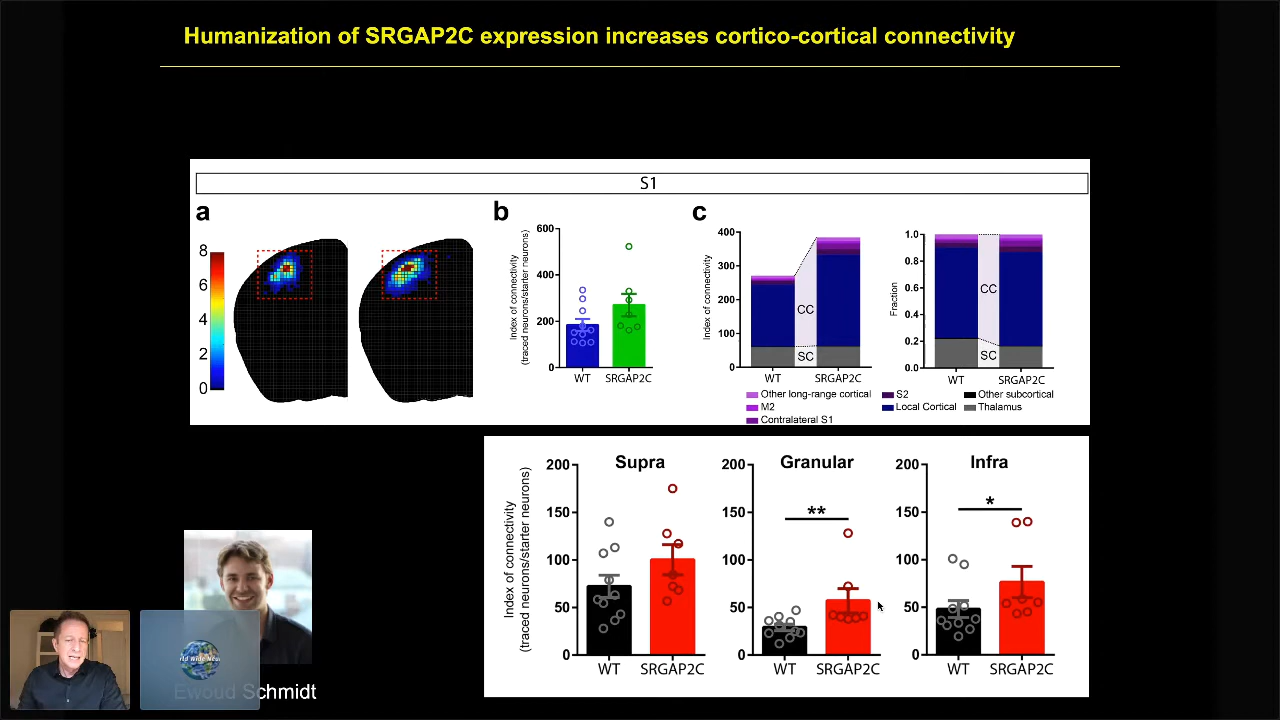 Humanization of SRGAP2C expression increases cortico-cortical connectivity
S1
a
b
c
8
6
4
2
0
600
400
200
0
Index of connectivity
(traced neurons/starter neurons)
WT
SRGAP2C
400
300
200
100
0
Index of connectivity
CC
SC
WT
SRGAP2C
1.0
0.8
0.6
0.4
0.2
0.0
Fraction
CC
SC
WT
SRGAP2C
Other long-range cortical
S2
Other subcortical
M2
Local Cortical
Thalamus
Contralateral S1
Index of connectivity
(traced neurons/starter neurons)
Supra
200
150
100
50
0
WT
SRGAP2C
Granular
200
150
100
50
0
**
WT
SRGAP2C
Infra
200
150
100
50
0
*
WT
SRGAP2C
Ewoud Schmidt